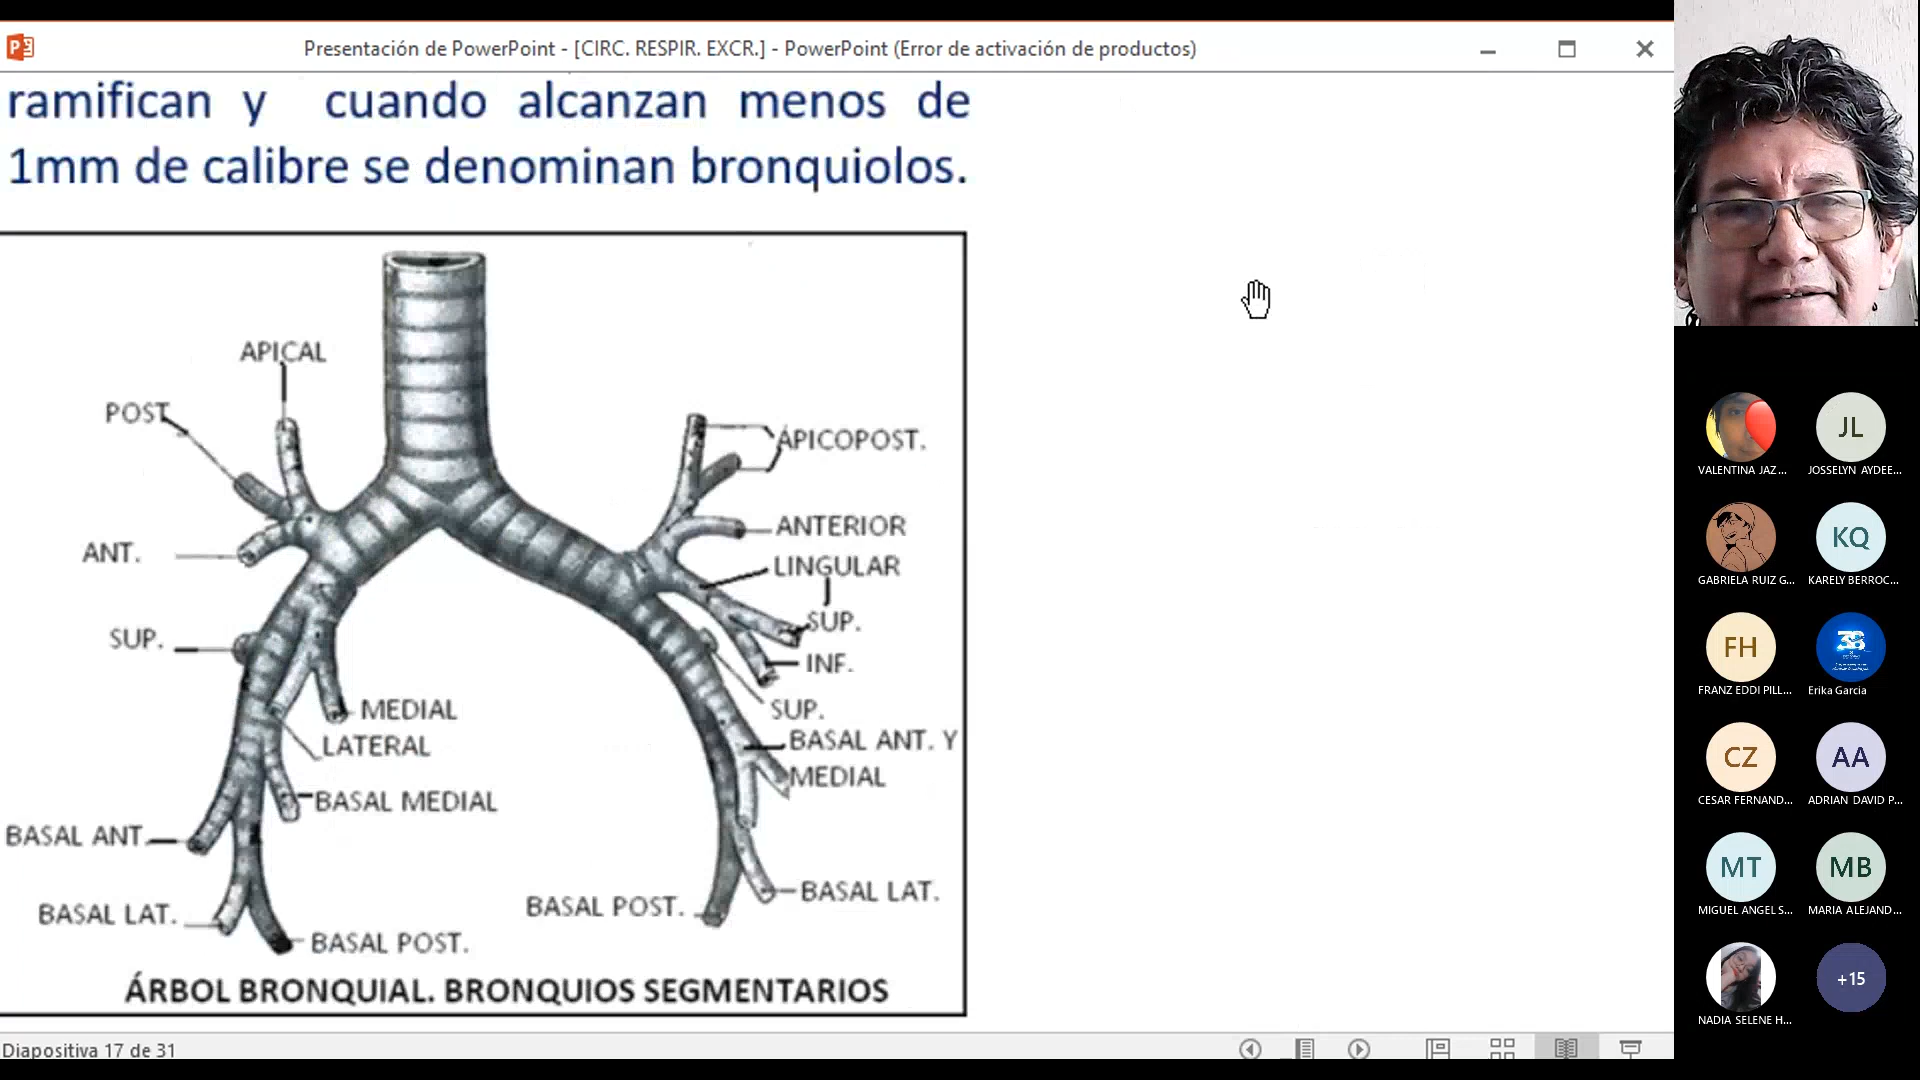 Presentación de PowerPoint - [CIRC. RESPIR. EXCR.] - PowerPoint (Error de activación de productos)
ramifican y cuando alcanzan menos de
1mm de calibre se denominan bronquiolos.
APICAL
POST.
ANT.
SUP.
MEDIAL
LATERAL
BASAL MEDIAL
BASAL ANT.
BASAL LAT.
BASAL POST.
ÁPICOPOST.
ANTERIOR
LINGULAR
SUP.
INF.
SUP.
BASAL ANT. Y
MEDIAL
BASAL LAT.
BASAL POST.
ÁRBOL BRONQUIAL. BRONQUIOS SEGMENTARIOS
Diapositiva 17 de 31
VALENTINA JAZ...
JL
JOSSELYN AYDEE...
GABRIELA RUIZ G...
KQ
KARELY BERROC...
FH
FRANZ EDDI PILL...
38
Erika Garcia
CZ
CESAR FERNAND...
AA
ADRIAN DAVID P...
MT
MIGUEL ANGEL S...
MB
MARIA ALEJAND...
NADIA SELENE H...
+15